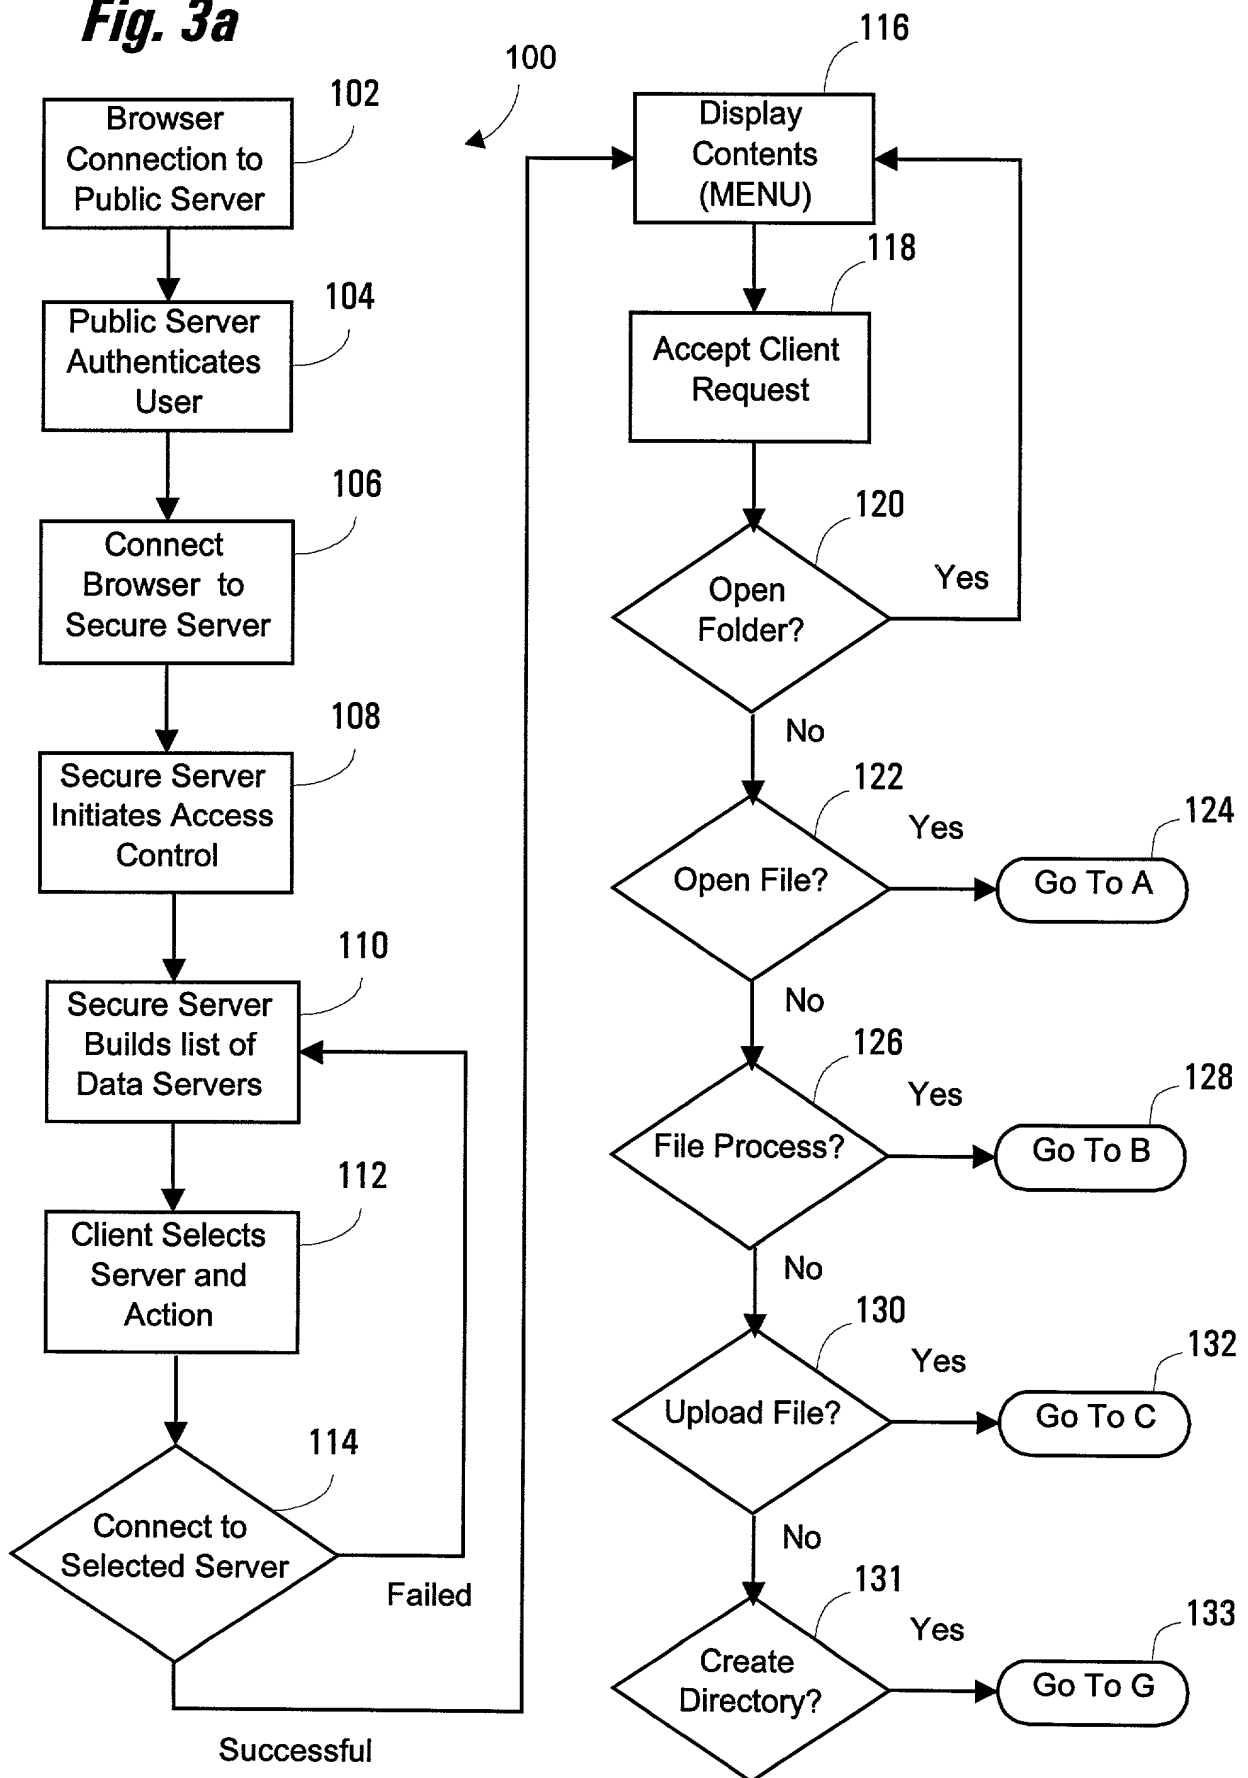 Fig. 3a
100
102
Browser
Connection to
Public Server
104
Public Server
Authenticates
User
106
Connect
Browser to
Secure Server
108
Secure Server
Initiates Access
Control
110
Secure Server
Builds list of
Data Servers
112
Client Selects
Server and
Action
114
Connect to
Selected Server
Failed
Successful
116
Display
Contents
(MENU)
118
Accept Client
Request
120
Open
Folder?
Yes
No
122
Open File?
Yes
124
Go To A
No
126
File Process?
Yes
128
Go To B
No
130
Upload File?
Yes
132
Go To C
No
131
Create
Directory?
Yes
133
Go To G